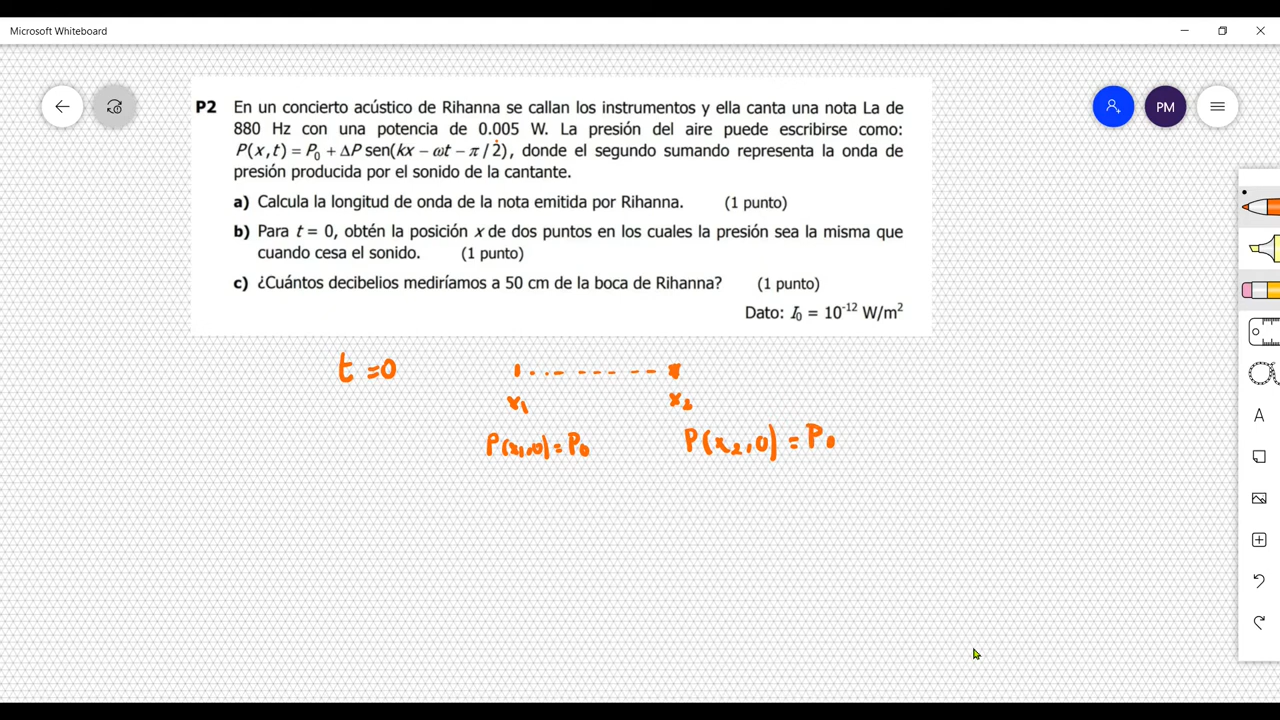 Microsoft Whiteboard
PM
P2 En un concierto acústico de Rihanna se callan los instrumentos y ella canta una nota La de
880 Hz con una potencia de 0.005 W. La presión del aire puede escribirse como:
P(x,t) = P₀ + ΔP sen(kx − ωt − π/2), donde el segundo sumando representa la onda de
presión producida por el sonido de la cantante.
a) Calcula la longitud de onda de la nota emitida por Rihanna. (1 punto)
b) Para t = 0, obtén la posición x de dos puntos en los cuales la presión sea la misma que
cuando cesa el sonido. (1 punto)
c) ¿Cuántos decibelios mediríamos a 50 cm de la boca de Rihanna? (1 punto)
Dato: I₀ = 10⁻¹² W/m²
t = 0
x₁ x₂
P(x₁,0) = P₀ P(x₂,0) = P₀
A